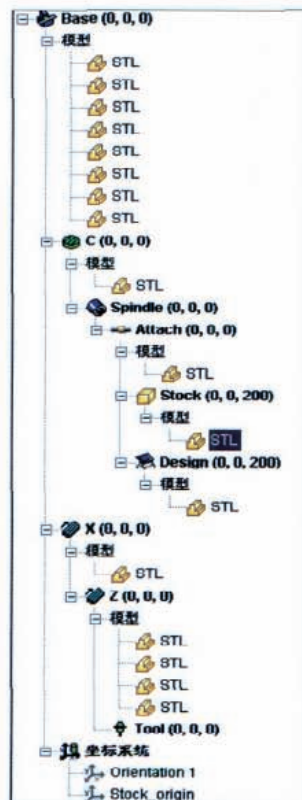 Base (0, 0, 0)
模型
STL
STL
STL
STL
STL
STL
STL
STL
C (0, 0, 0)
模型
STL
Spindle (0, 0, 0)
Attach (0, 0, 0)
模型
STL
Stock (0, 0, 200)
模型
STL
Design (0, 0, 200)
模型
STL
X (0, 0, 0)
模型
STL
Z (0, 0, 0)
模型
STL
STL
STL
STL
Tool (0, 0, 0)
坐标系统
Orientation 1
Stock_origin